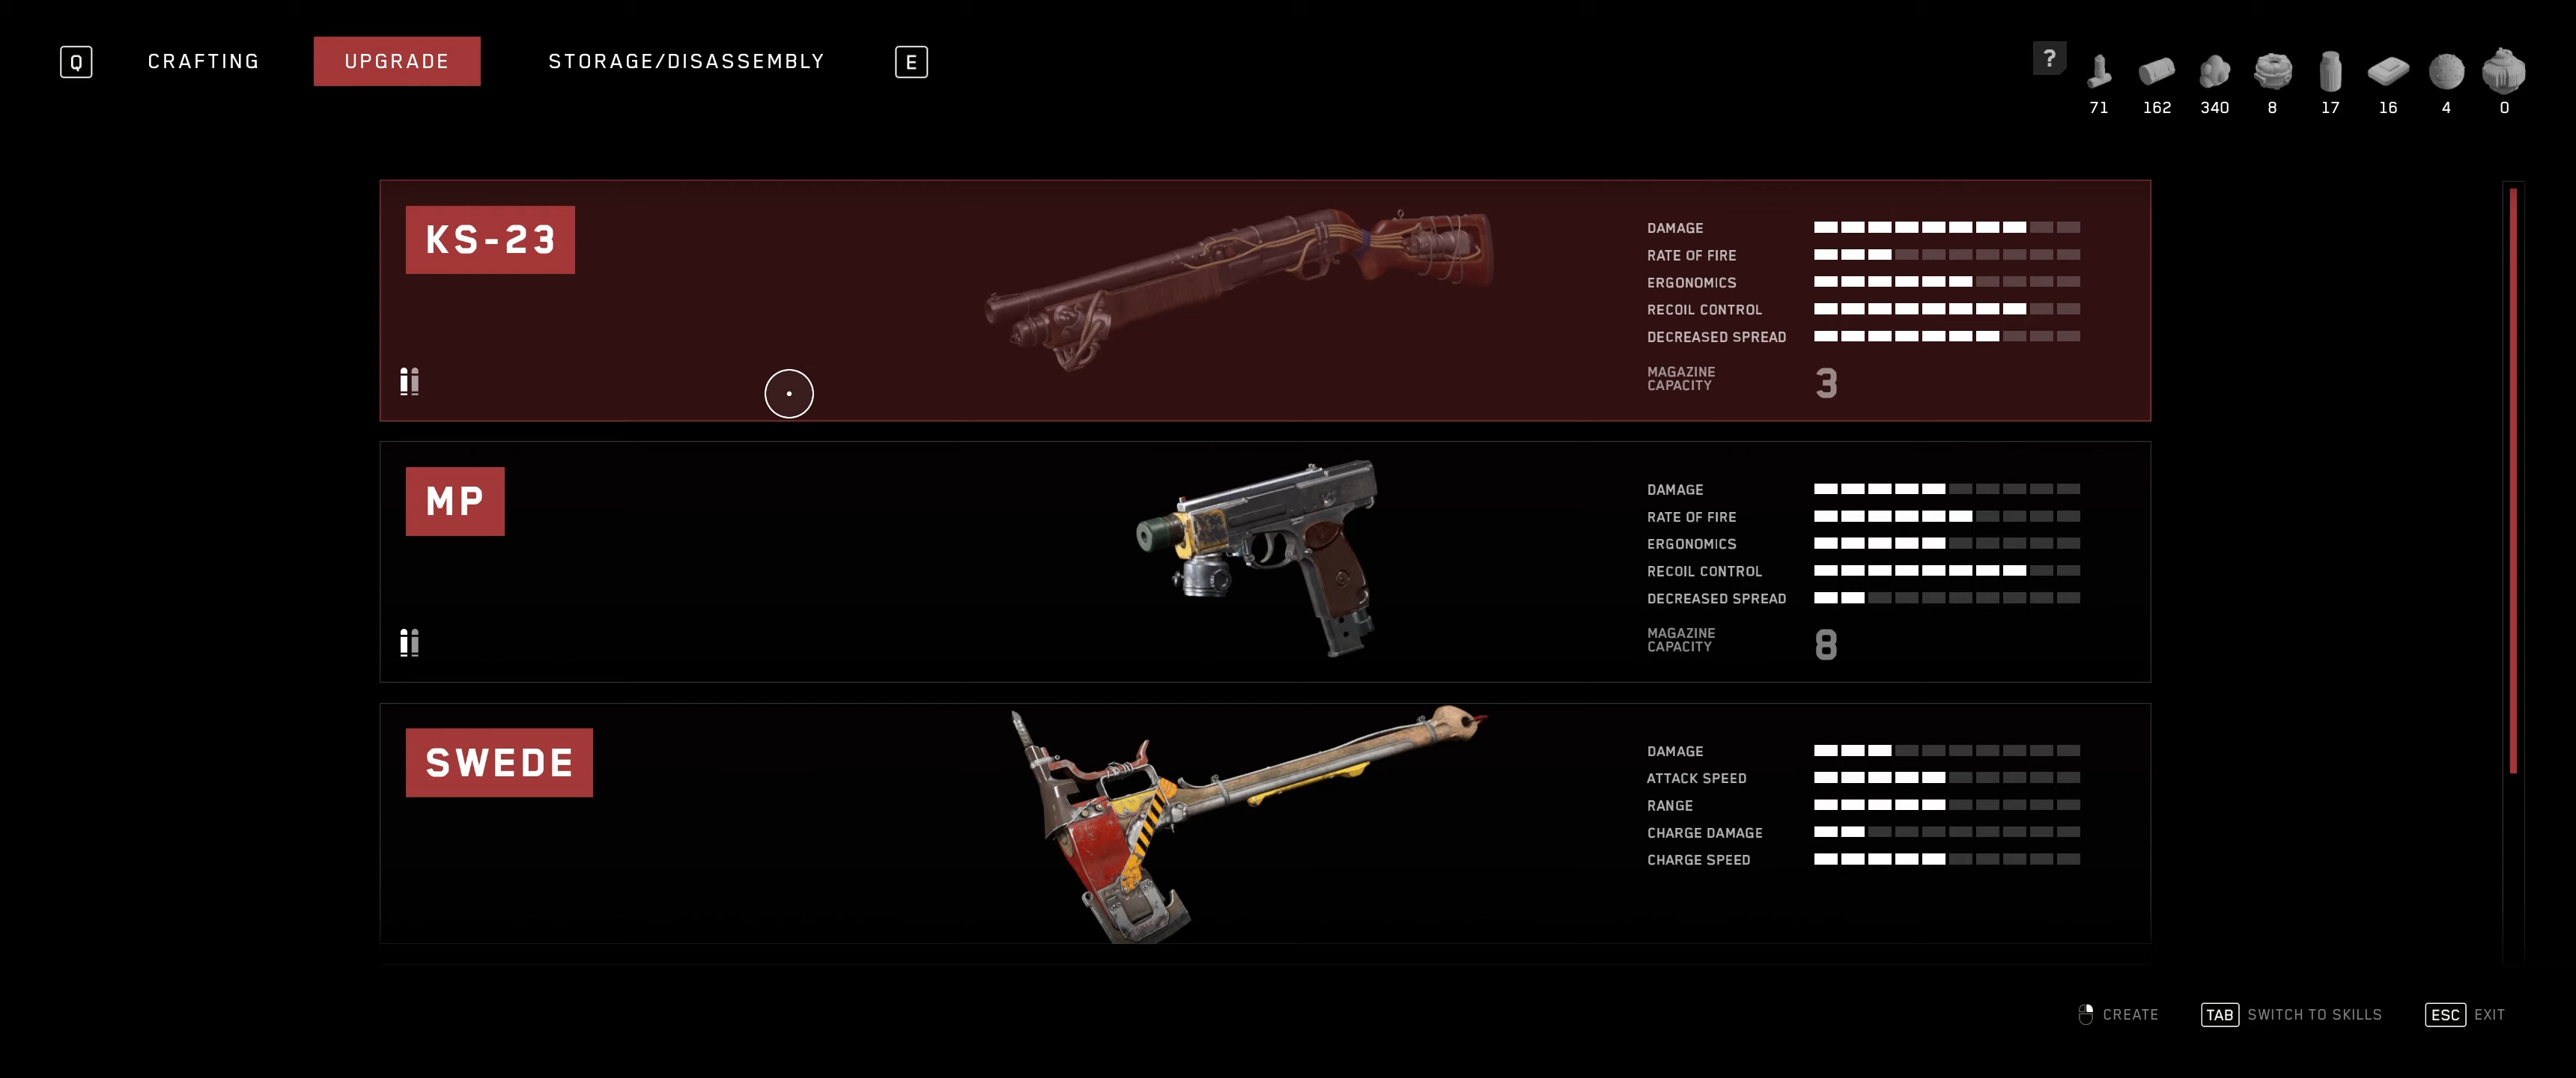 Q CRAFTING UPGRADE STORAGE/DISASSEMBLY E
?
71 162 340 8 17 16 4 0
KS-23
DAMAGE
RATE OF FIRE
ERGONOMICS
RECOIL CONTROL
DECREASED SPREAD
MAGAZINE
CAPACITY
3
MP
DAMAGE
RATE OF FIRE
ERGONOMICS
RECOIL CONTROL
DECREASED SPREAD
MAGAZINE
CAPACITY
8
SWEDE
DAMAGE
ATTACK SPEED
RANGE
CHARGE DAMAGE
CHARGE SPEED
CREATE TAB SWITCH TO SKILLS ESC EXIT